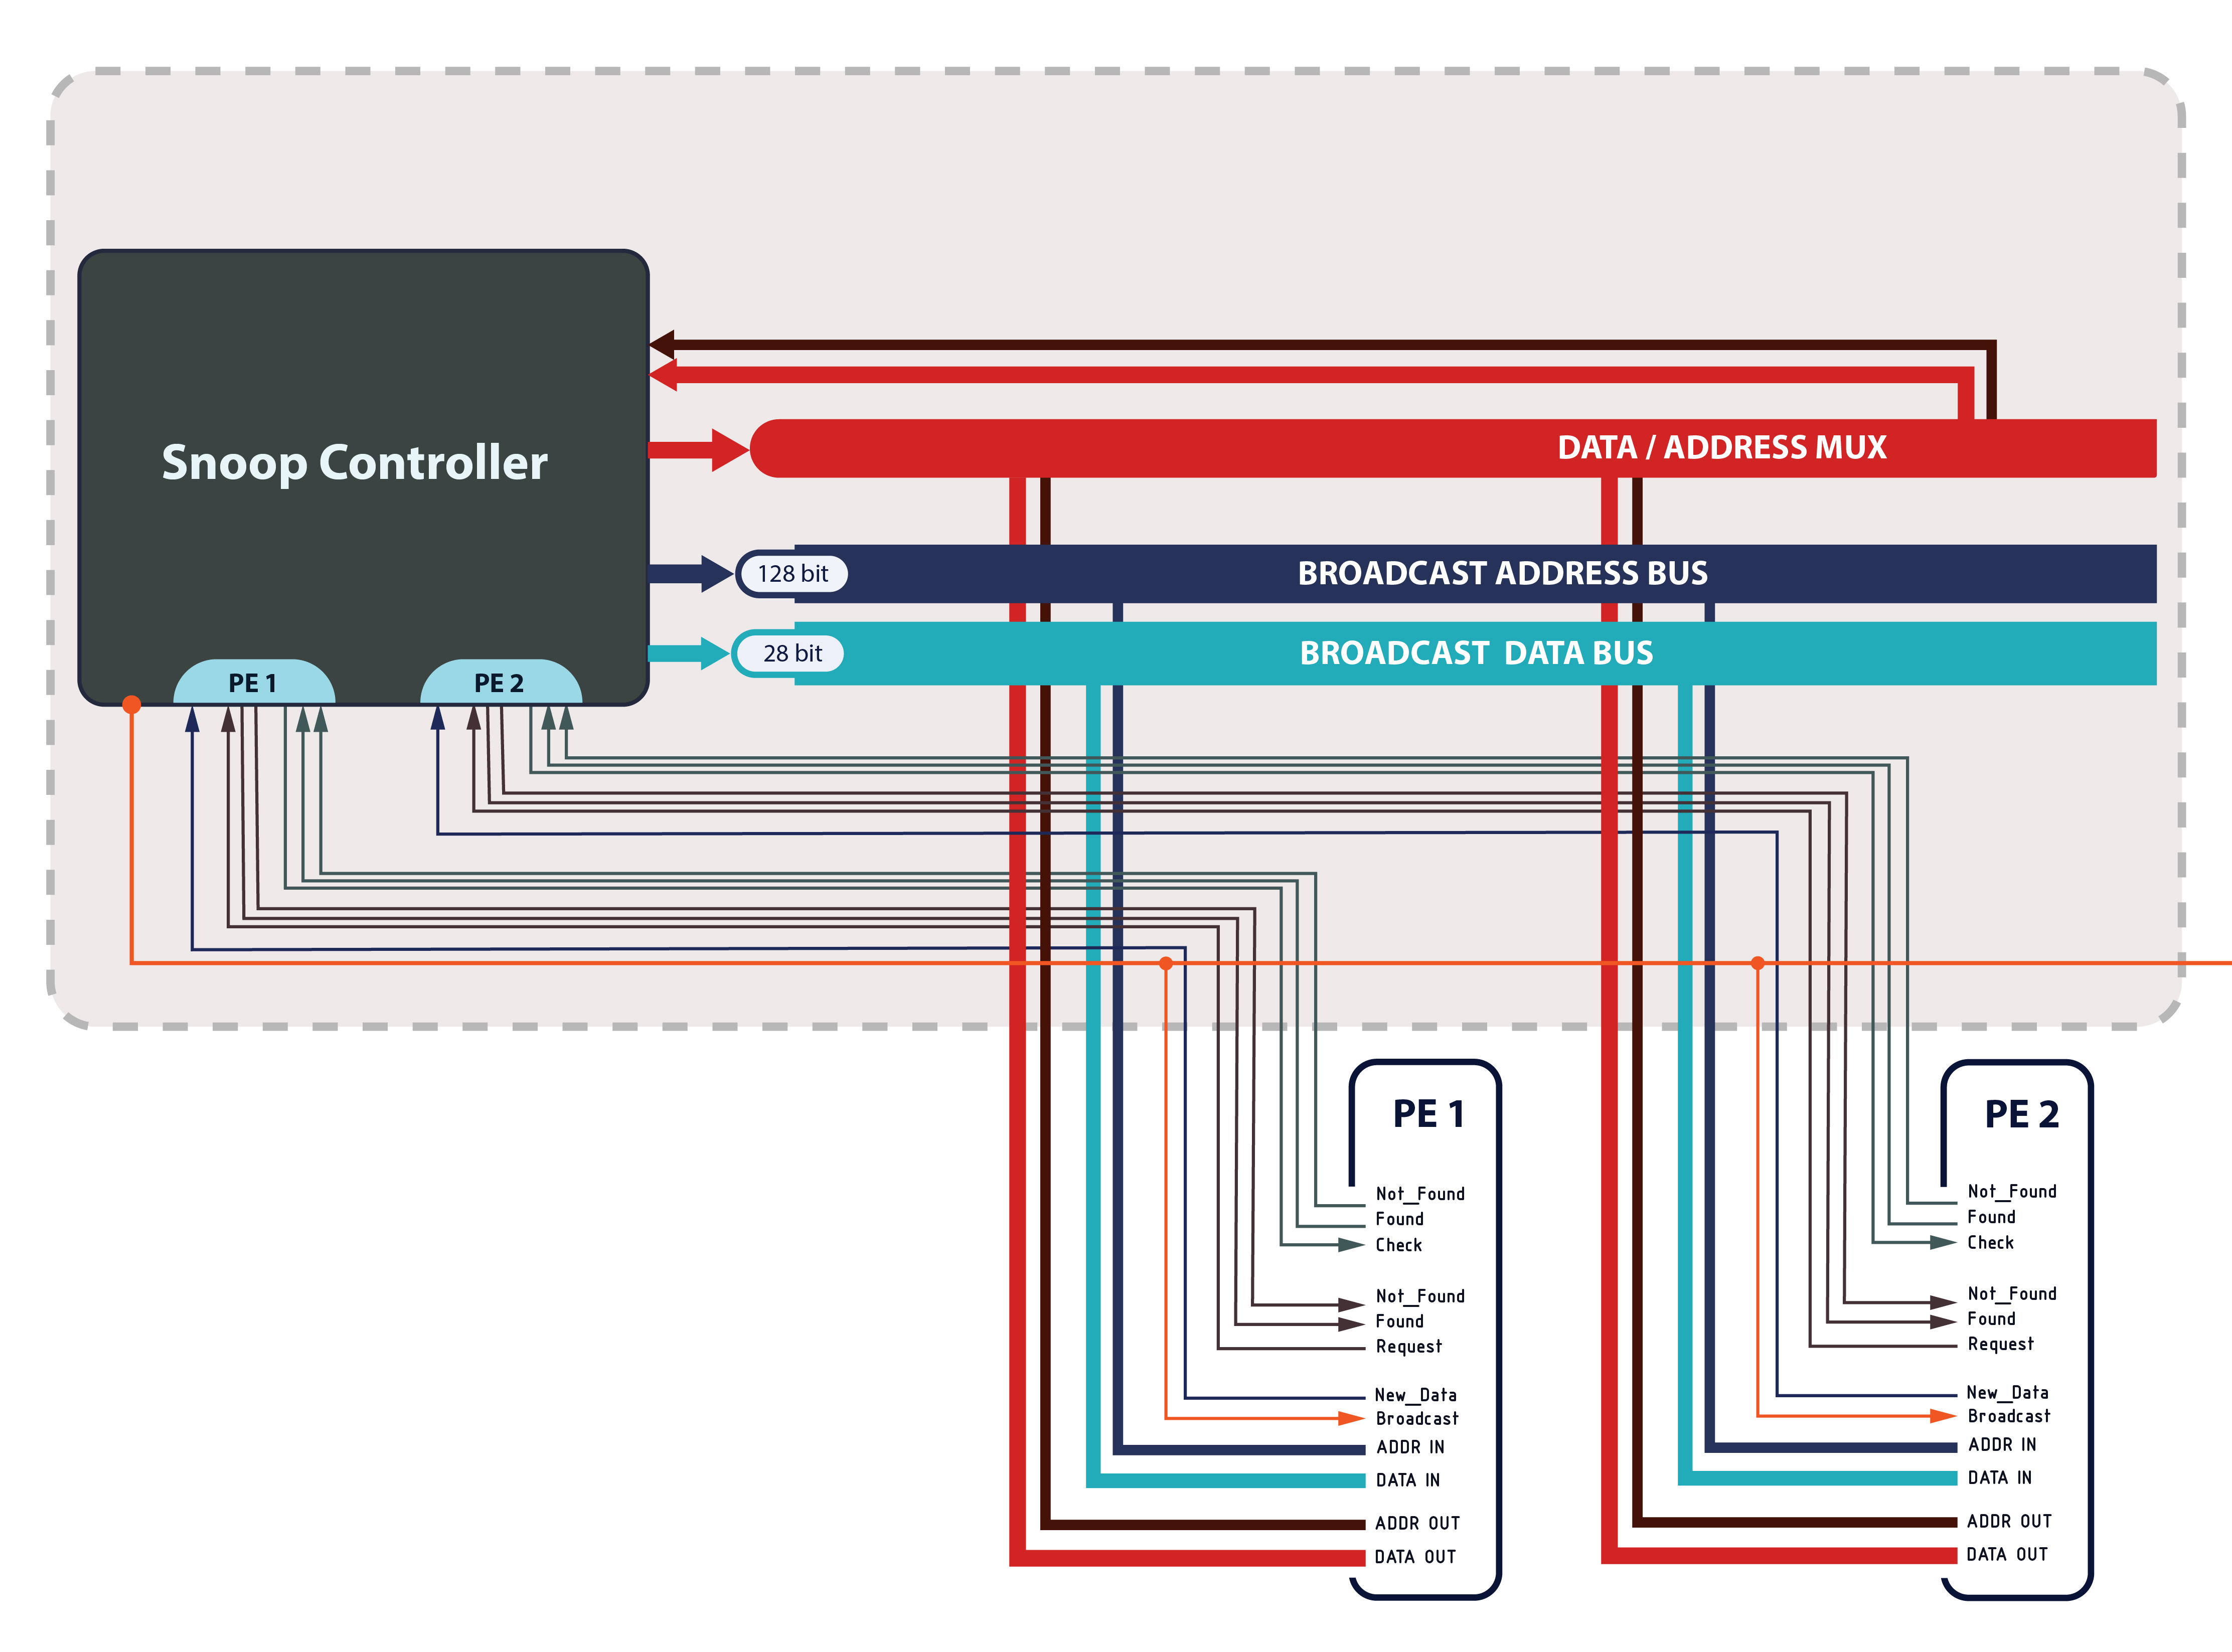 Snoop Controller
PE 1
PE 2
DATA / ADDRESS MUX
128 bit
BROADCAST ADDRESS BUS
28 bit
BROADCAST DATA BUS
PE 1
Not_Found
Found
Check
Not_Found
Found
Request
New_Data
Broadcast
ADDR IN
DATA IN
ADDR OUT
DATA OUT
PE 2
Not_Found
Found
Check
Not_Found
Found
Request
New_Data
Broadcast
ADDR IN
DATA IN
ADDR OUT
DATA OUT